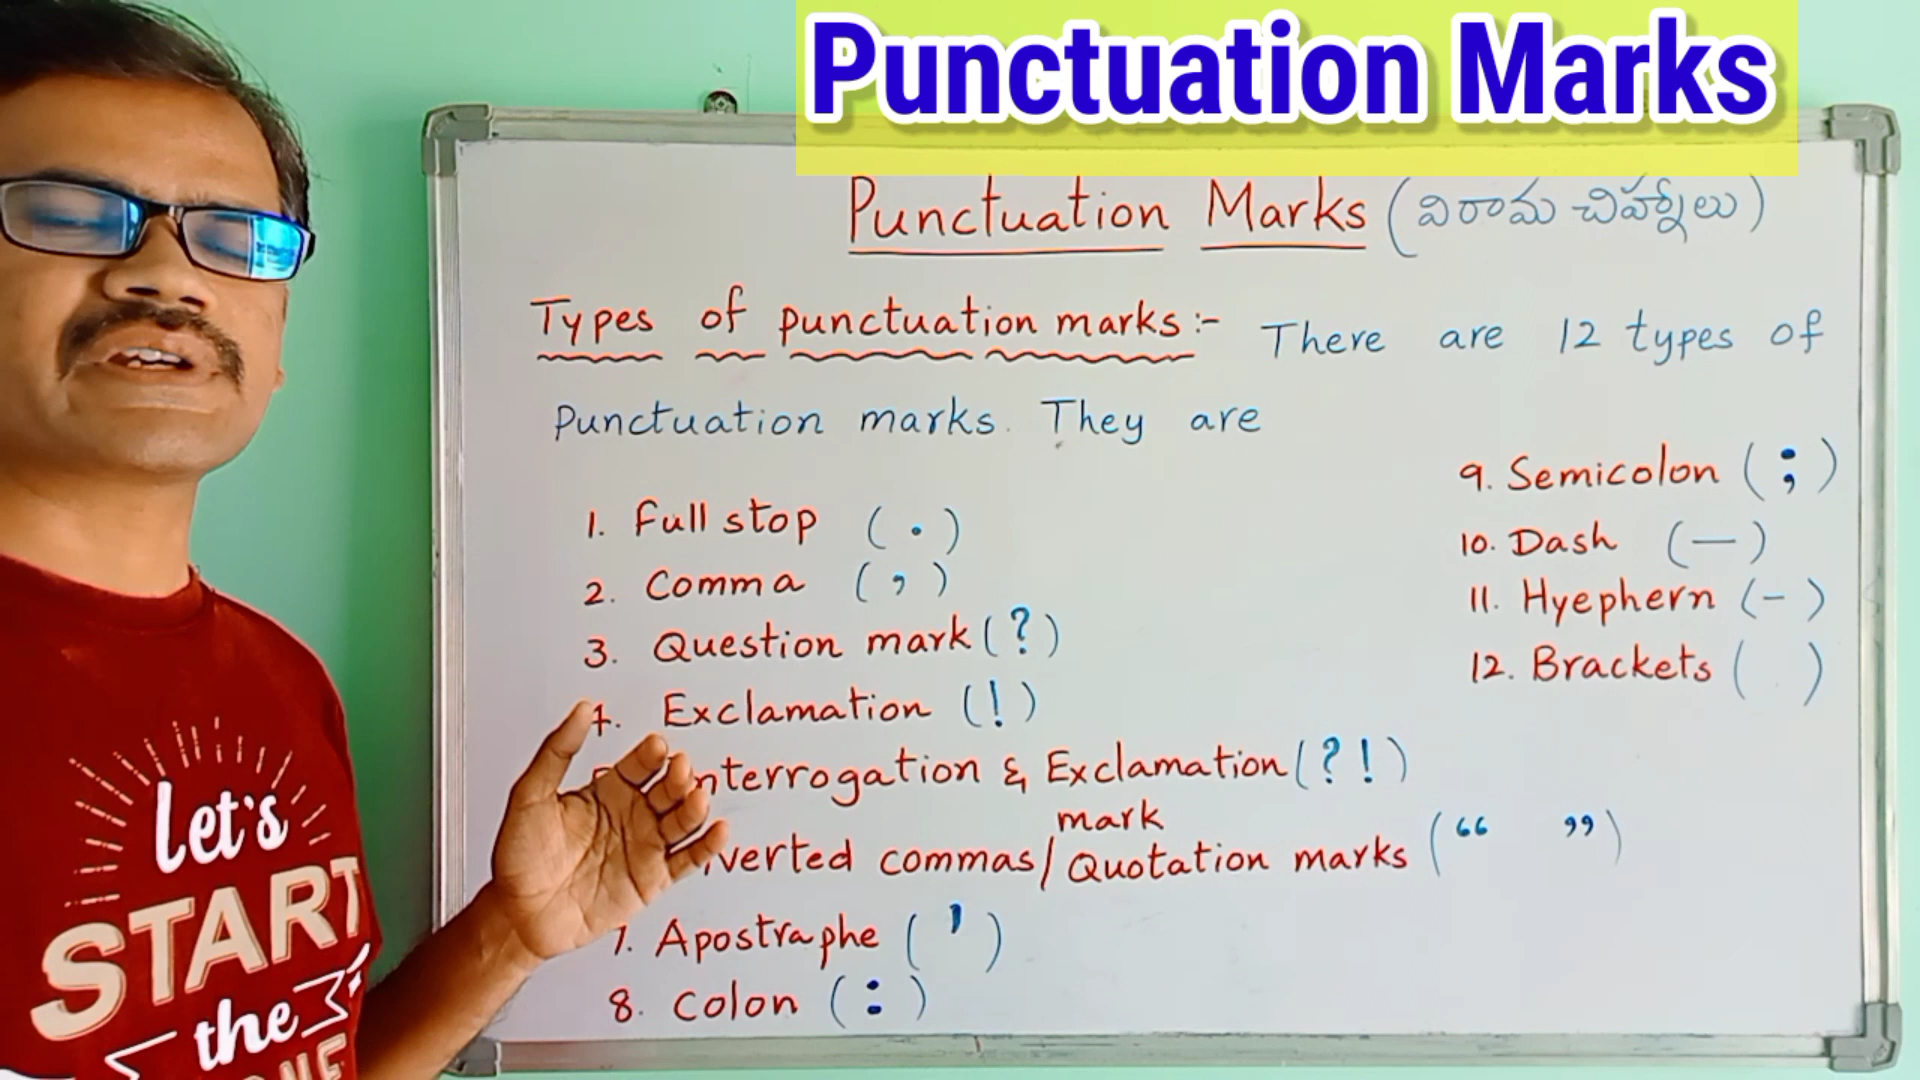 Punctuation Marks
Punctuation Marks (విరామ చిహ్నాలు)
Types of punctuation marks:- There are 12 types of
Punctuation marks. They are
1. Full stop ( . )
2. Comma ( , )
3. Question mark ( ? )
4. Exclamation ( ! )
nterrogation & Exclamation ( ? ! )
mark
verted commas / Quotation marks ( “ ” )
7. Apostraphe ( ’ )
8. Colon ( : )
9. Semicolon ( ; )
10. Dash ( — )
11. Hyephern ( - )
12. Brackets ( )
let's
START
the